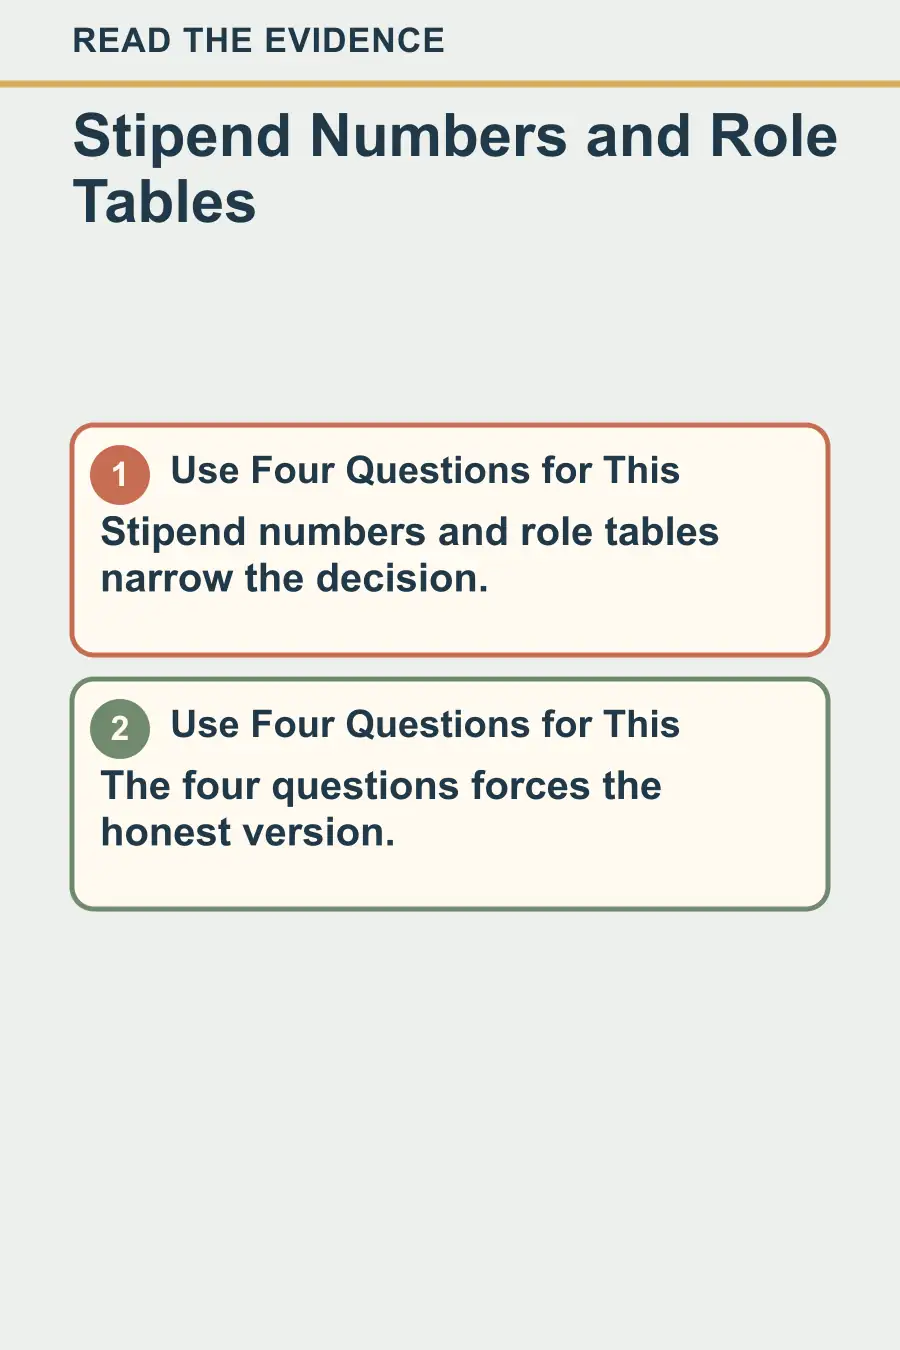 READ THE EVIDENCE
Stipend Numbers and Role
Tables
1 Use Four Questions for This
Stipend numbers and role tables
narrow the decision.
2 Use Four Questions for This
The four questions forces the
honest version.